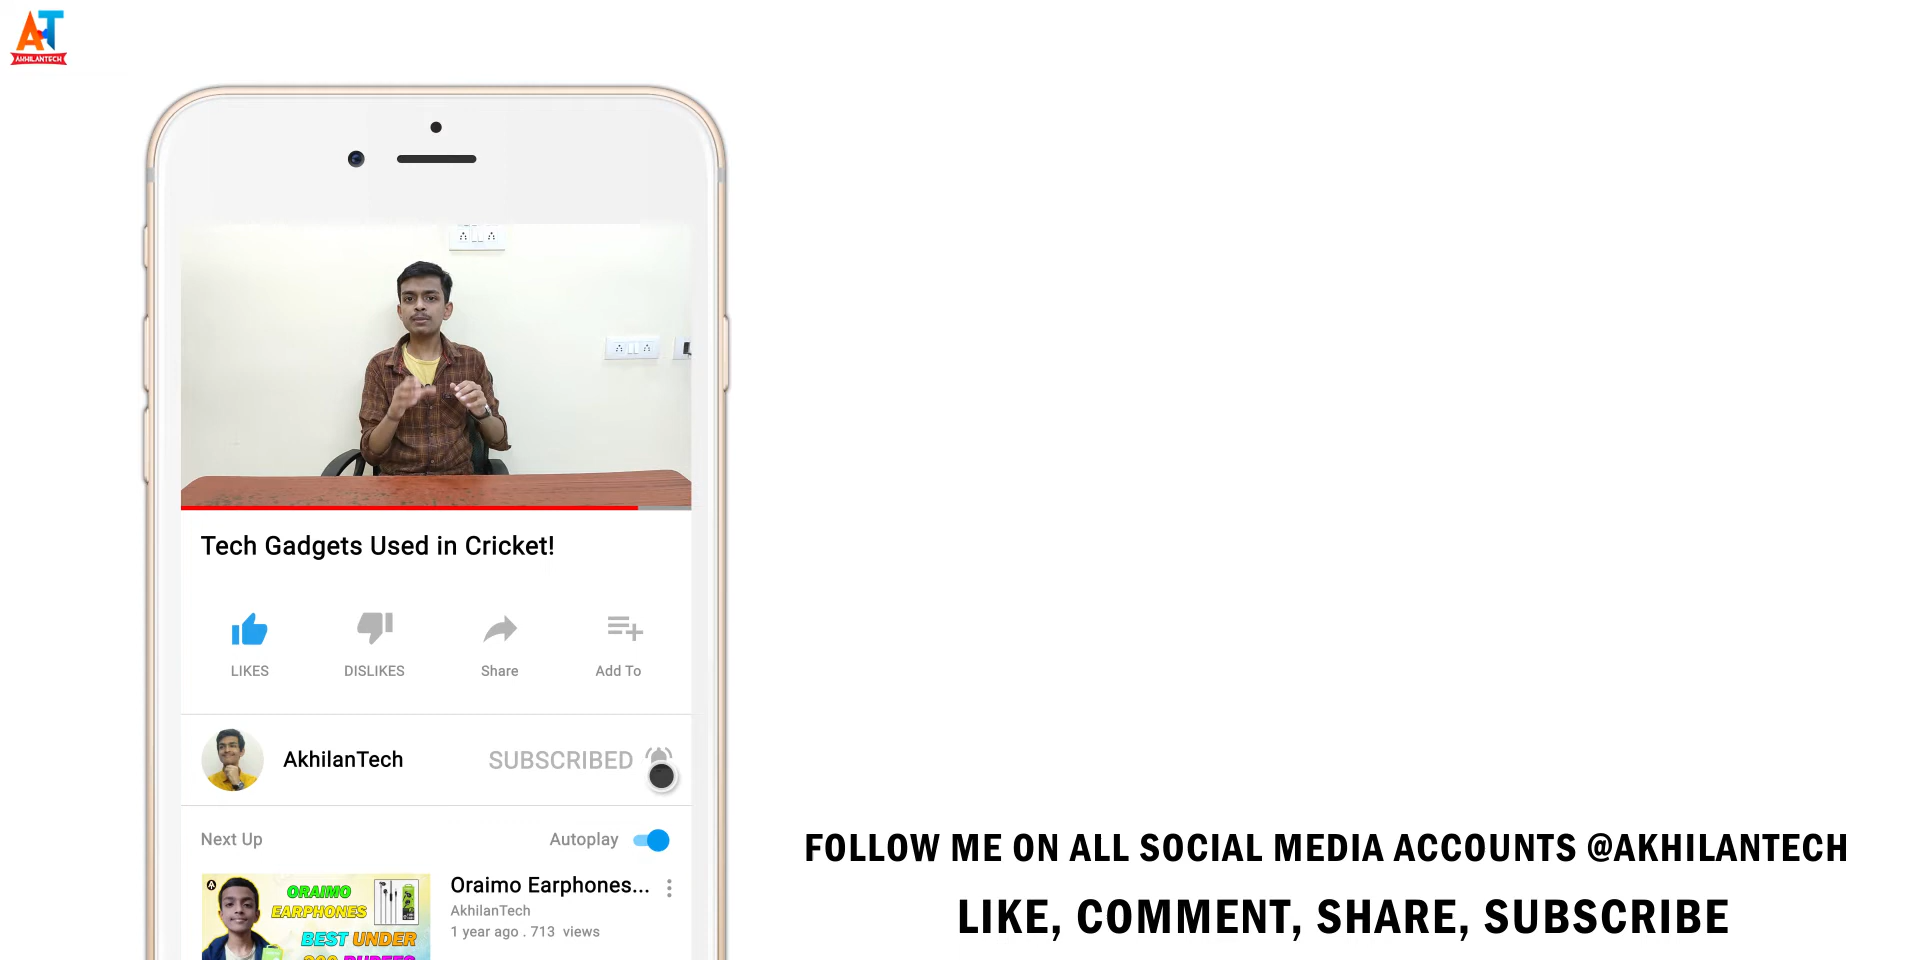 AT
AKHILANTECH
Tech Gadgets Used in Cricket!
LIKES
DISLIKES
Share
Add To
AkhilanTech
SUBSCRIBED
Next Up
Autoplay
ORAIMO
EARPHONES
BEST UNDER
Oraimo Earphones...
AkhilanTech
1 year ago . 713 views
FOLLOW ME ON ALL SOCIAL MEDIA ACCOUNTS @AKHILANTECH
LIKE, COMMENT, SHARE, SUBSCRIBE